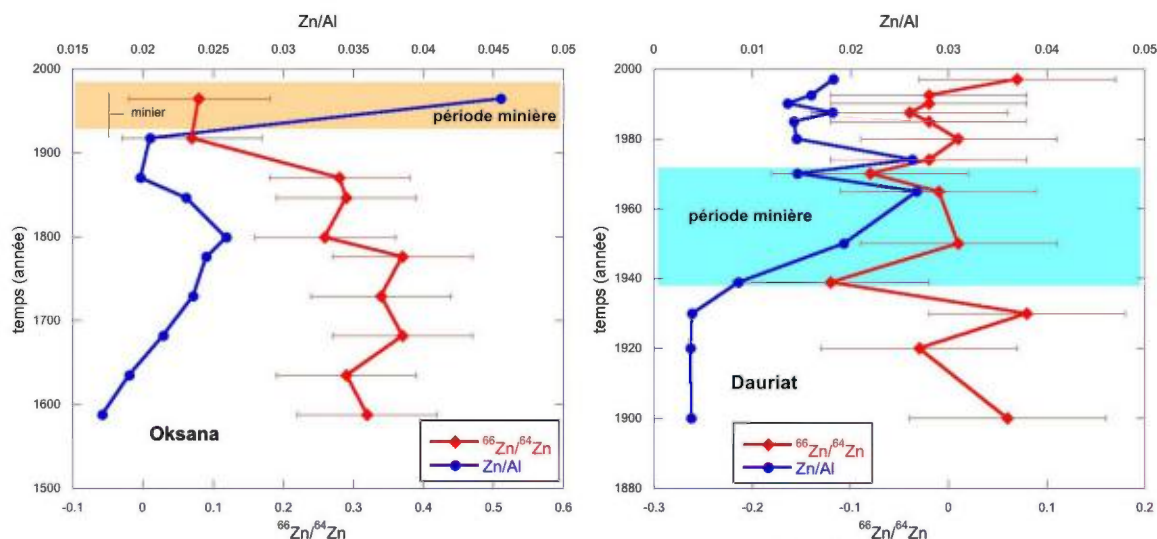 Zn/Al
0.015 0.02 0.025 0.03 0.035 0.04 0.045 0.05
2000
1900
1800
1700
1600
1500
temps (année)
minier
période minière
Oksana
⁶⁶Zn/⁶⁴Zn
Zn/Al
-0.1 0 0.1 0.2 0.3 0.4 0.5 0.6
⁶⁶Zn/⁶⁴Zn
Zn/Al
0 0.01 0.02 0.03 0.04 0.05
2000
1980
1960
1940
1920
1900
1880
temps (année)
période minière
Dauriat
⁶⁶Zn/⁶⁴Zn
Zn/Al
-0.3 -0.2 -0.1 0 0.1 0.2
⁶⁶Zn/⁶⁴Zn